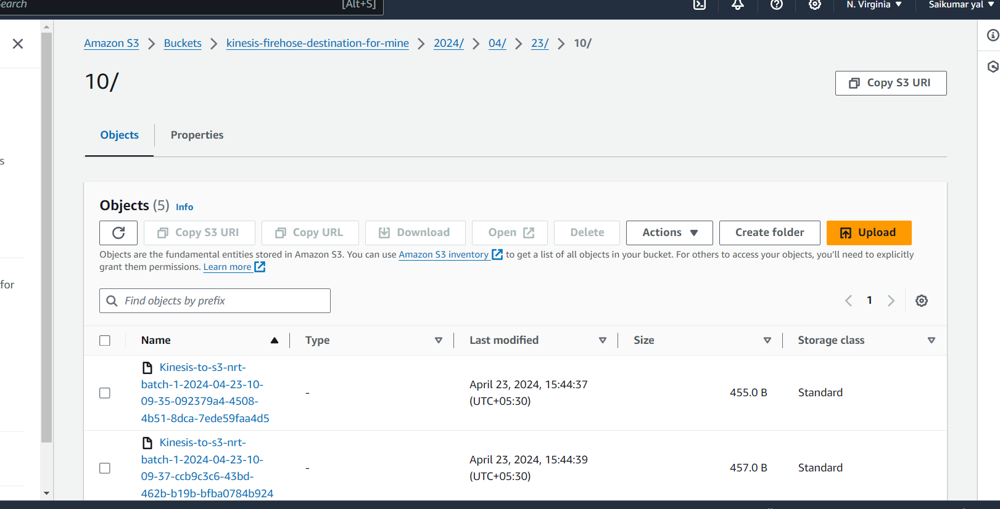 [Alt+S]
N. Virginia
Saikumar yal
Amazon S3 Buckets kinesis-firehose-destination-for-mine 2024/ 04/ 23/ 10/
10/
Copy S3 URI
Objects Properties
s
for
Objects (5) Info
Copy S3 URI Copy URL Download Open Delete Actions Create folder Upload
Objects are the fundamental entities stored in Amazon S3. You can use Amazon S3 inventory to get a list of all objects in your bucket. For others to access your objects, you’ll need to explicitly
grant them permissions. Learn more
Find objects by prefix
1
Name Type Last modified Size Storage class
Kinesis-to-s3-nrt-
batch-1-2024-04-23-10-
09-35-092379a4-4508-
4b51-8dca-7ede59faa4d5
-
April 23, 2024, 15:44:37
(UTC+05:30)
455.0 B
Standard
Kinesis-to-s3-nrt-
batch-1-2024-04-23-10-
09-37-ccb9c3c6-43bd-
462b-b19b-bfba0784b924
-
April 23, 2024, 15:44:39
(UTC+05:30)
457.0 B
Standard